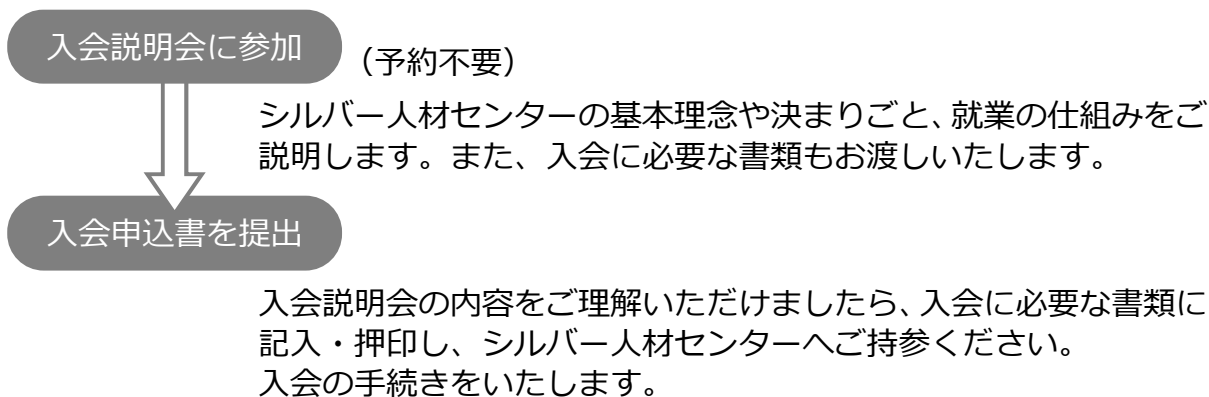 入会説明会に参加
（予約不要）
シルバー人材センターの基本理念や決まりごと、就業の仕組みをご
説明します。また、入会に必要な書類もお渡しいたします。
入会申込書を提出
入会説明会の内容をご理解いただけましたら、入会に必要な書類に
記入・押印し、シルバー人材センターへご持参ください。
入会の手続きをいたします。